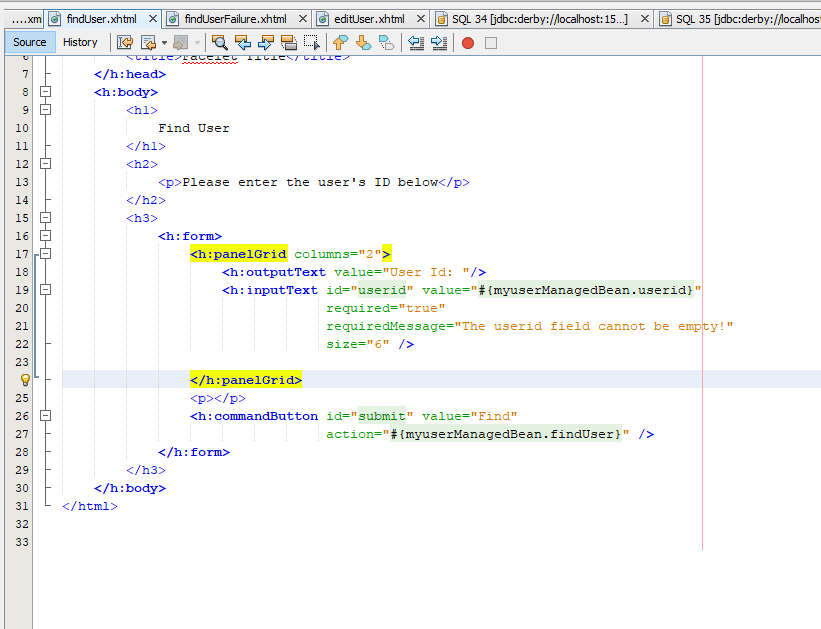 ....xm findUser.xhtml findUserFailure.xhtml editUser.xhtml SQL 34 [jdbc:derby://localhost:15...] SQL 35 [jdbc:derby://localhos
Source History
6 <title>Facelet Title</title>
7 </h:head>
8 <h:body>
9 <h1>
10 Find User
11 </h1>
12 <h2>
13 <p>Please enter the user's ID below</p>
14 </h2>
15 <h3>
16 <h:form>
17 <h:panelGrid columns="2">
18 <h:outputText value="User Id: "/>
19 <h:inputText id="userid" value="#{myuserManagedBean.userid}"
20 required="true"
21 requiredMessage="The userid field cannot be empty!"
22 size="6" />
23
</h:panelGrid>
25 <p></p>
26 <h:commandButton id="submit" value="Find"
27 action="#{myuserManagedBean.findUser}" />
28 </h:form>
29 </h3>
30 </h:body>
31 </html>
32
33